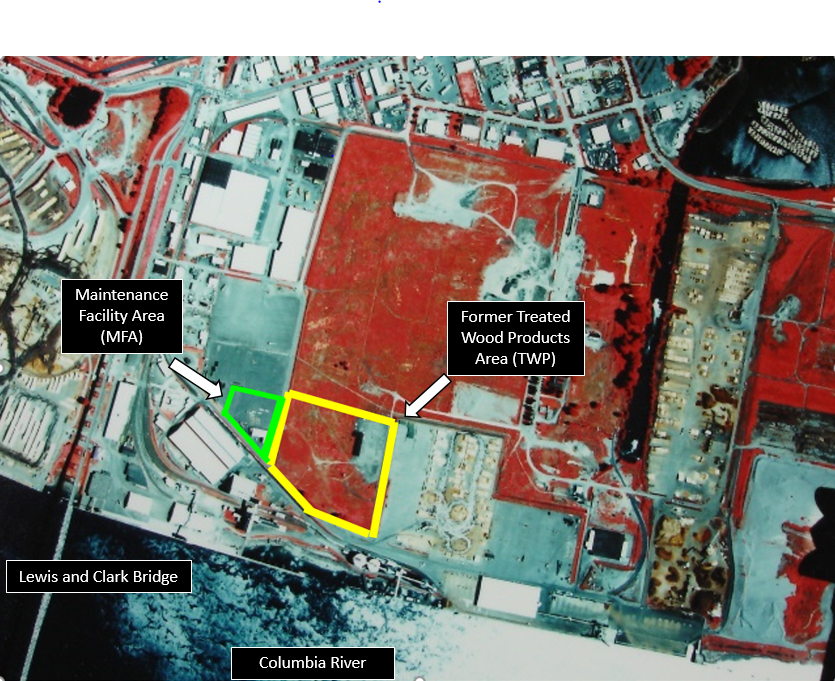 Maintenance
Facility Area
(MFA)
Former Treated
Wood Products
Area (TWP)
Lewis and Clark Bridge
Columbia River